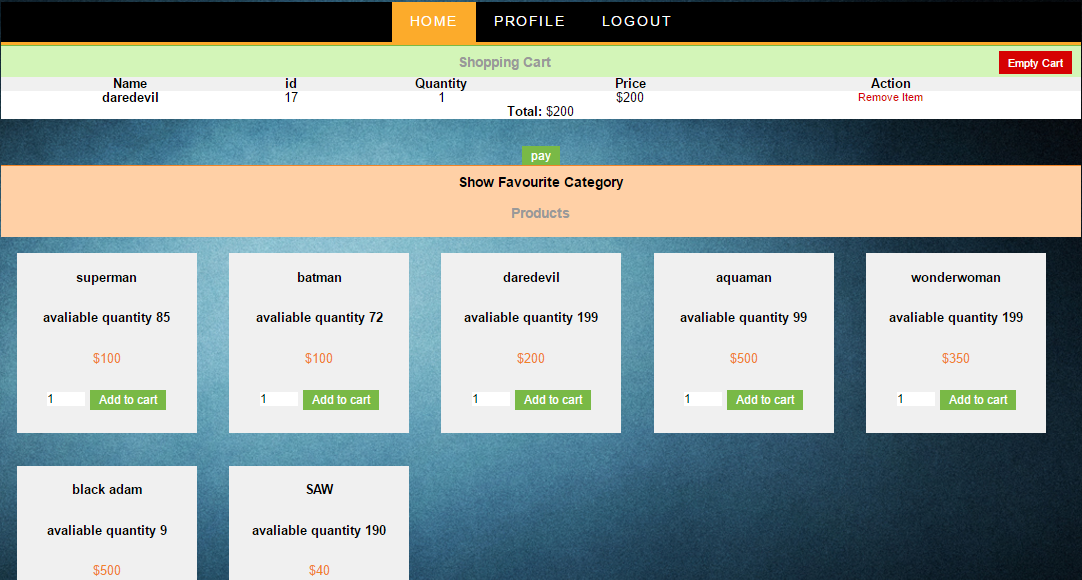 HOME PROFILE LOGOUT
Shopping Cart Empty Cart
Name id Quantity Price Action
daredevil 17 1 $200 Remove Item
Total: $200
pay
Show Favourite Category
Products
superman batman daredevil aquaman wonderwoman
avaliable quantity 85 avaliable quantity 72 avaliable quantity 199 avaliable quantity 99 avaliable quantity 199
$100 $100 $200 $500 $350
1 Add to cart 1 Add to cart 1 Add to cart 1 Add to cart 1 Add to cart
black adam SAW
avaliable quantity 9 avaliable quantity 190
$500 $40